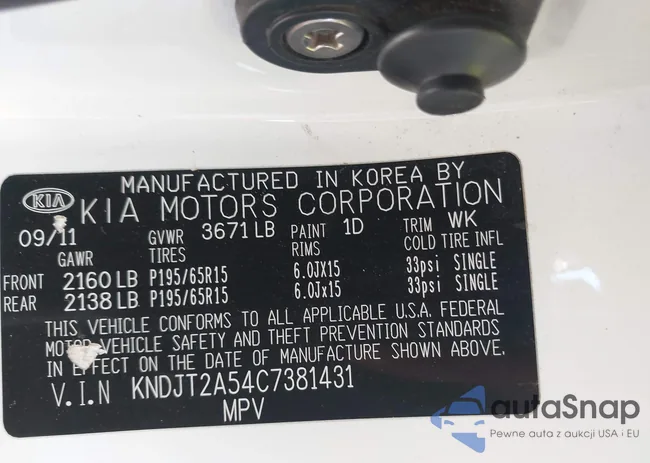 MANUFACTURED IN KOREA BY
KIA KIA MOTORS CORPORATION
09/11 GVWR 3671 LB PAINT 1D TRIM WK
GAWR TIRES RIMS COLD TIRE INFL
FRONT 2160 LB P195/65R15 6.0JX15 33psi SINGLE
REAR 2138 LB P195/65R15 6.0Jx15 33psi SINGLE
THIS VEHICLE CONFORMS TO ALL APPLICABLE U.S.A. FEDERAL
MOTOR VEHICLE SAFETY AND THEFT PREVENTION STANDARDS
IN EFFECT ON THE DATE OF MANUFACTURE SHOWN ABOVE.
V.I.N KNDJT2A54C7381431
MPV
autaSnap
Pewne auta z aukcji USA i EU